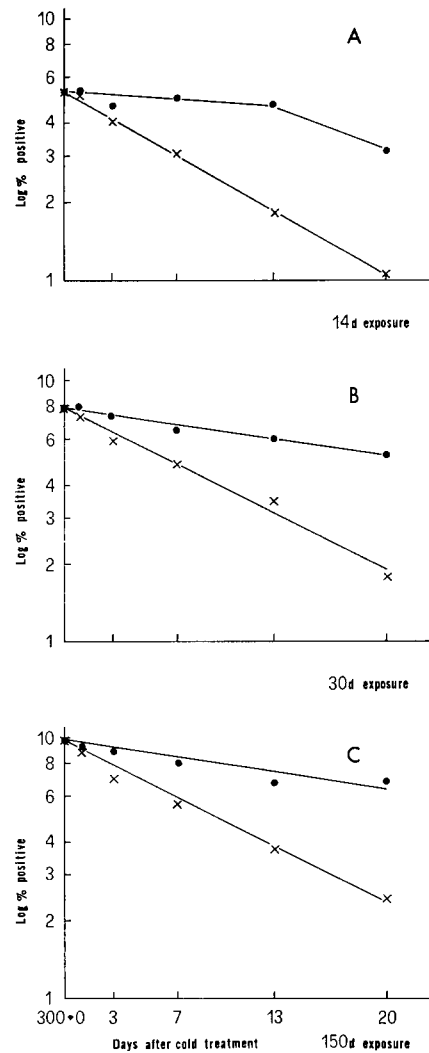 A
10
8
6
5
4
3
2
1
Log % positive
14d exposure
B
10
8
6
4
3
2
1
Log % positive
30d exposure
C
10
8
6
4
3
2
1
Log % positive
300+0 3 7 13 20
Days after cold treatment 150d exposure